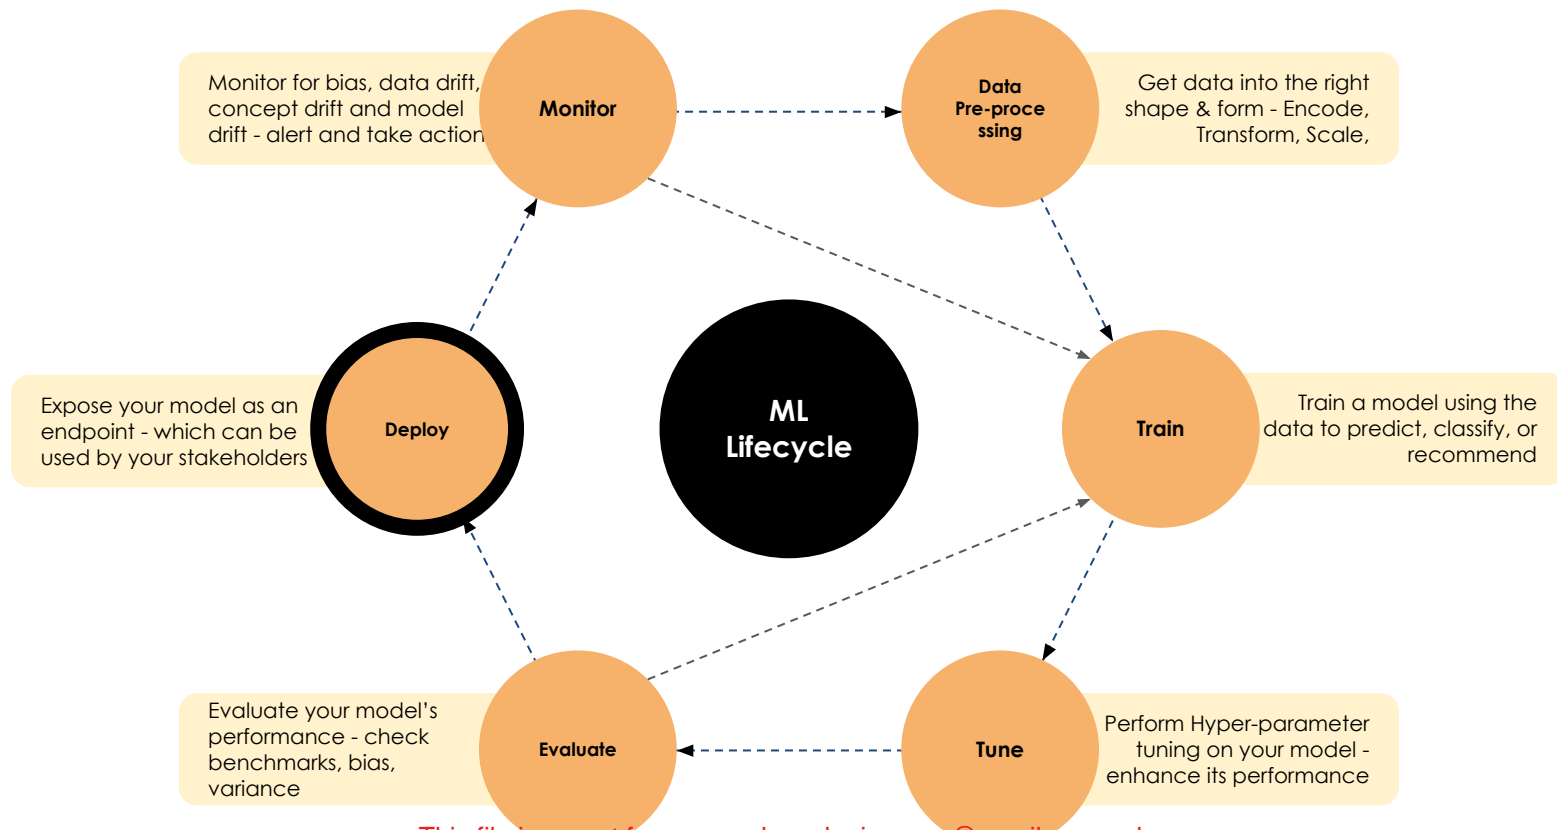 Monitor for bias, data drift,
concept drift and model
drift - alert and take action
Monitor
Data
Pre-proce
ssing
Get data into the right
shape & form - Encode,
Transform, Scale,
Expose your model as an
endpoint - which can be
used by your stakeholders
Deploy
ML
Lifecycle
Train
Train a model using the
data to predict, classify, or
recommend
Evaluate your model’s
performance - check
benchmarks, bias,
variance
Evaluate
Tune
Perform Hyper-parameter
tuning on your model -
enhance its performance